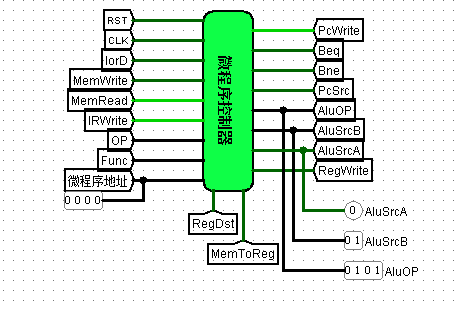 RST
CLK
IorD
MemWrite
MemRead
IRWrite
OP
Func
微程序地址
0 0 0 0
微程序控制器
PcWrite
Beq
Bne
PcSrc
AluOP
AluSrcB
AluSrcA
RegWrite
RegDst
MemToReg
0 AluSrcA
0 1 AluSrcB
0 1 0 1 AluOP